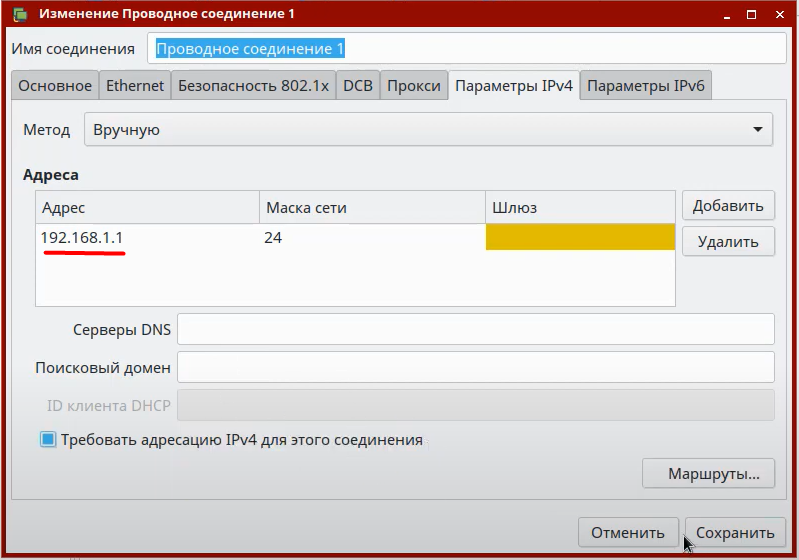 Изменение Проводное соединение 1
Имя соединения Проводное соединение 1
Основное Ethernet Безопасность 802.1x DCB Прокси Параметры IPv4 Параметры IPv6
Метод Вручную
Адреса
Адрес Маска сети Шлюз Добавить
192.168.1.1 24 Удалить
Серверы DNS
Поисковый домен
ID клиента DHCP
Требовать адресацию IPv4 для этого соединения
Маршруты...
Отменить Сохранить